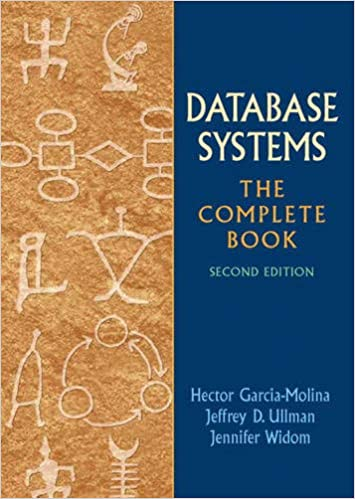 DATABASE
SYSTEMS
THE
COMPLETE
BOOK
SECOND EDITION
Hector Garcia-Molina
Jeffrey D. Ullman
Jennifer Widom